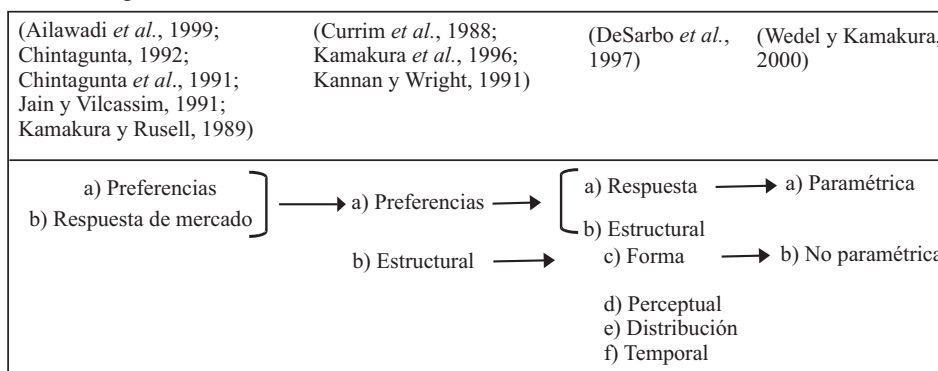 (Ailawadi et al., 1999;
Chintagunta, 1992;
Chintagunta et al., 1991;
Jain y Vilcassim, 1991;
Kamakura y Rusell, 1989)
(Currim et al., 1988;
Kamakura et al., 1996;
Kannan y Wright, 1991)
(DeSarbo et al.,
1997)
(Wedel y Kamakura,
2000)
a) Preferencias
b) Respuesta de mercado
a) Preferencias
b) Estructural
a) Respuesta
b) Estructural
c) Forma
d) Perceptual
e) Distribución
f) Temporal
a) Paramétrica
b) No paramétrica